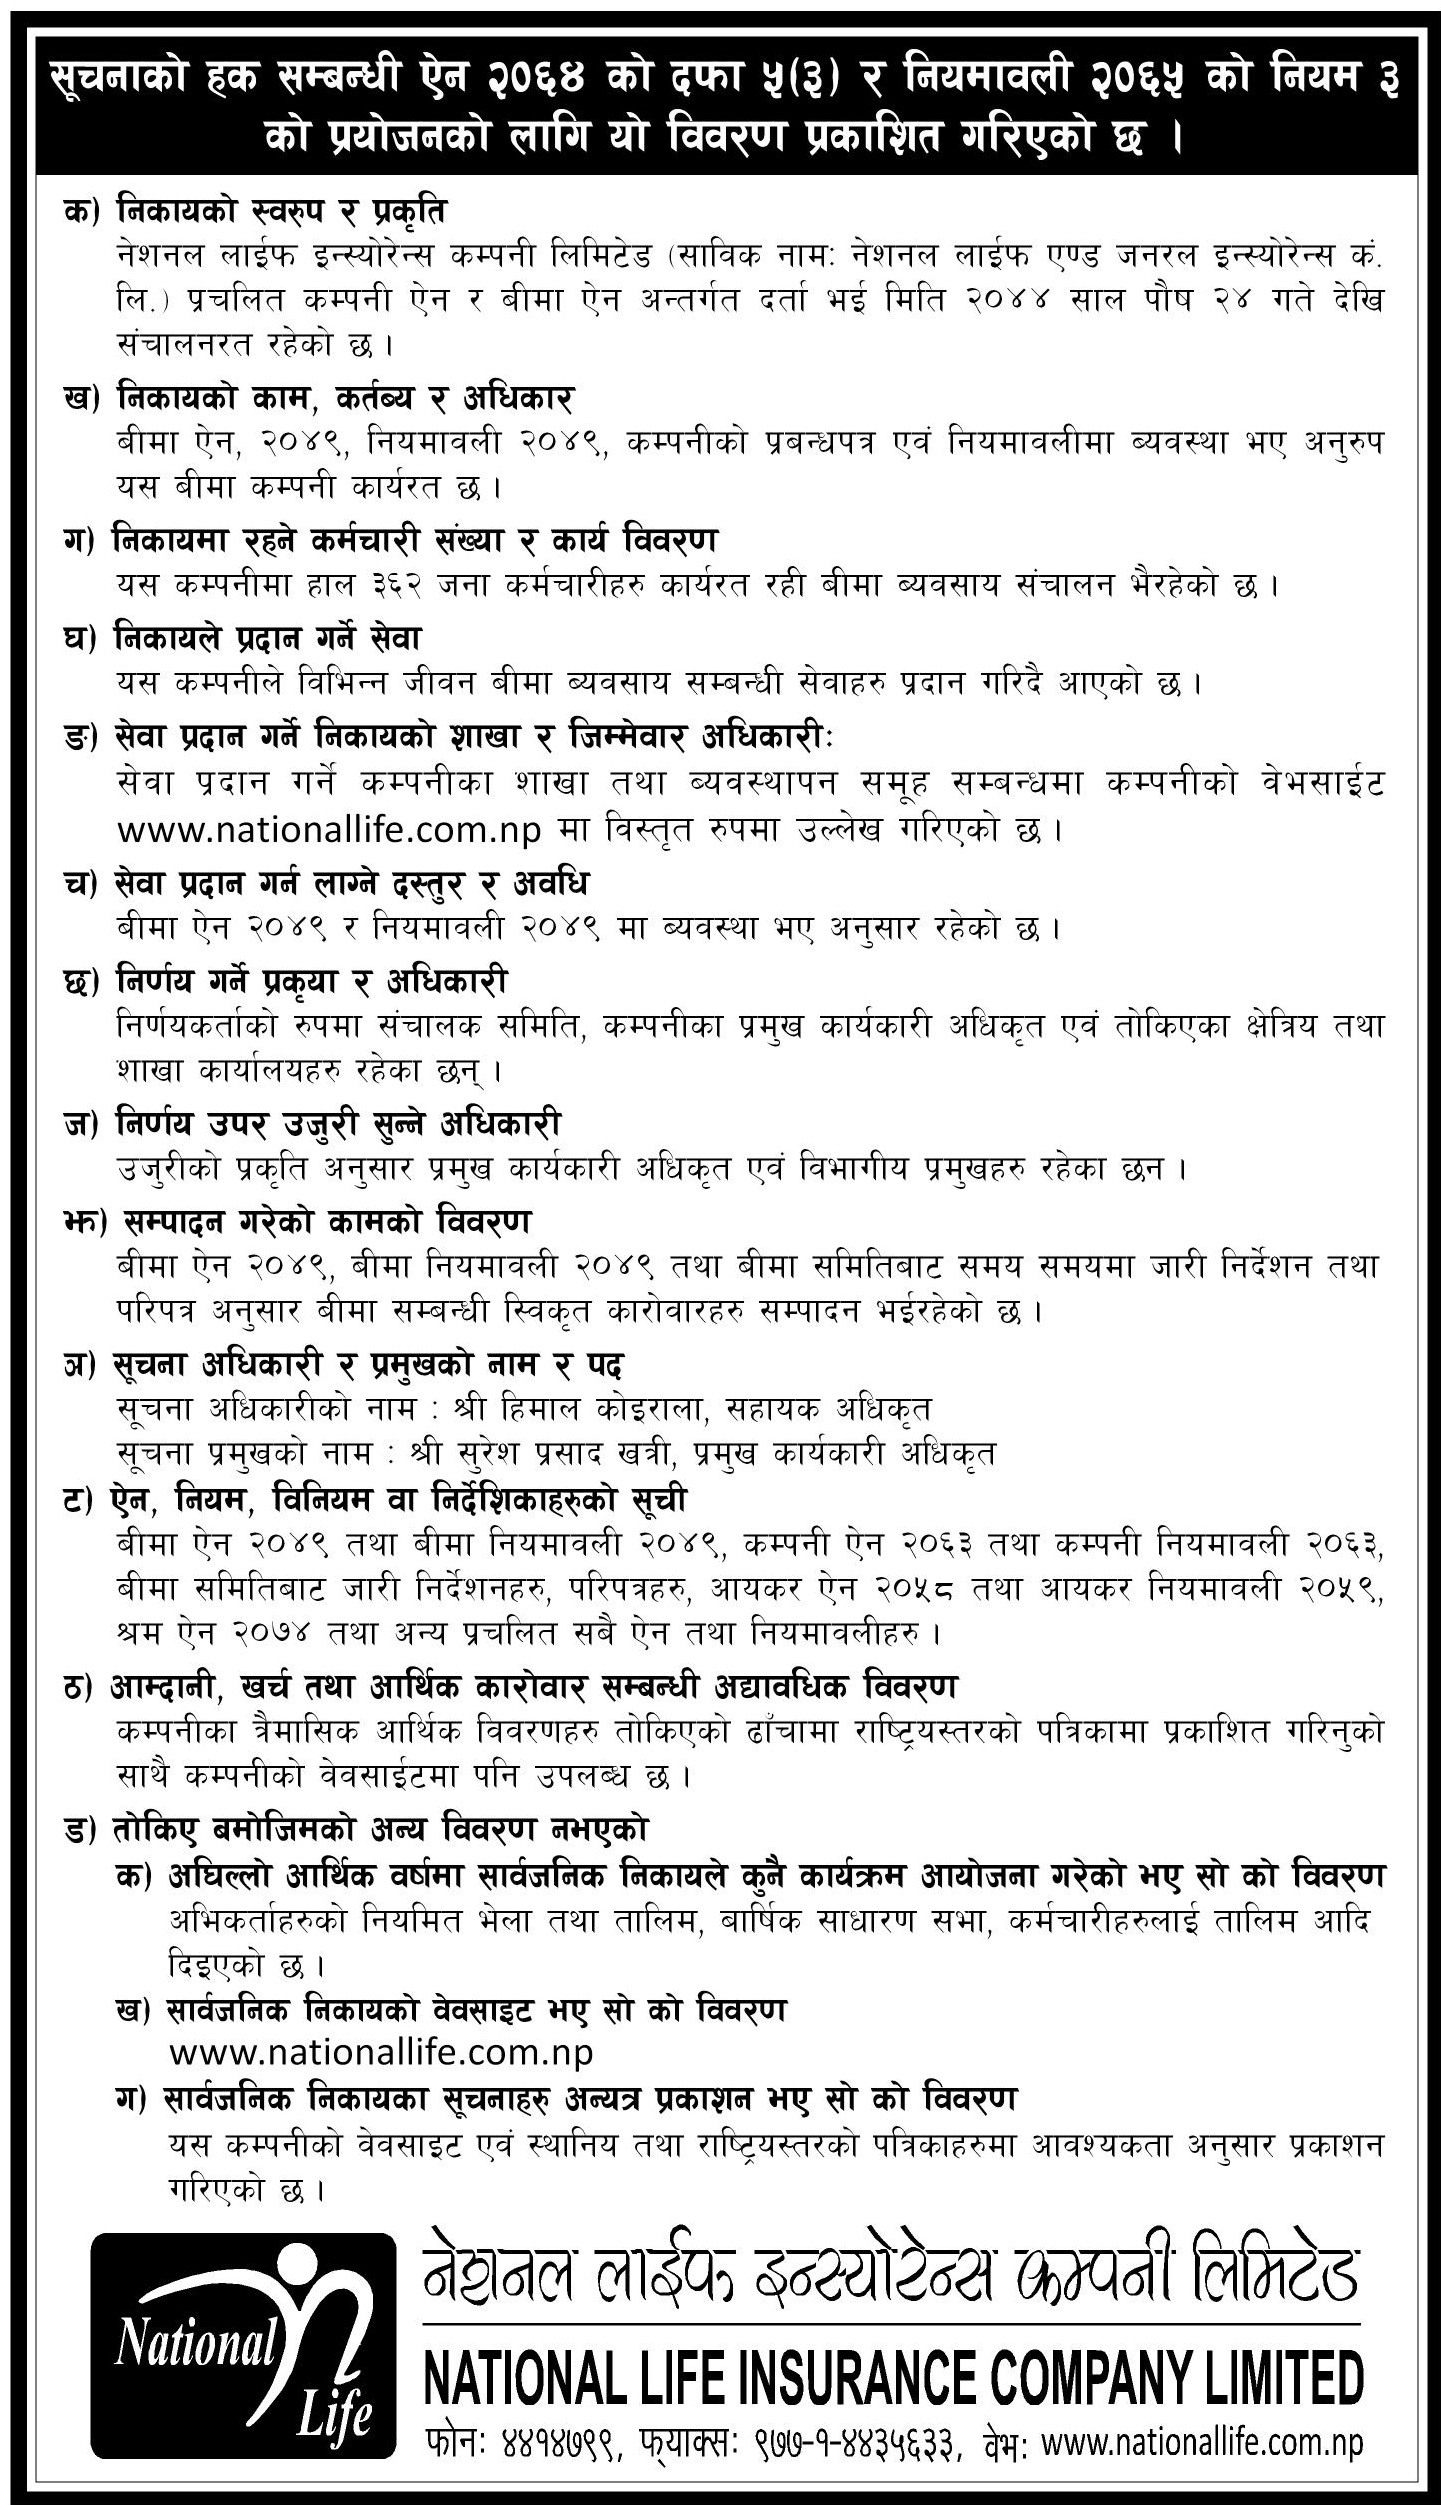 सूचनाको हक सम्बन्धी ऐन २०६४ को दफा ५(३) र नियमावली २०६५ को नियम ३
को प्रयोजनको लागि यो विवरण प्रकाशित गरिएको छ ।
क) निकायको स्वरुप र प्रकृति
नेशनल लाईफ इन्स्योरेन्स कम्पनी लिमिटेड (साविक नामः नेशनल लाईफ एण्ड जनरल इन्स्योरेन्स कं.
लि.) प्रचलित कम्पनी ऐन र बीमा ऐन अन्तर्गत दर्ता भई मिति २०४४ साल पौष २४ गते देखि
संचालनरत रहेको छ ।
ख) निकायको काम, कर्तब्य र अधिकार
बीमा ऐन, २०४९, नियमावली २०४९, कम्पनीको प्रबन्धपत्र एवं नियमावलीमा ब्यवस्था भए अनुरुप
यस बीमा कम्पनी कार्यरत छ ।
ग) निकायमा रहने कर्मचारी संख्या र कार्य विवरण
यस कम्पनीमा हाल ३६२ जना कर्मचारीहरु कार्यरत रही बीमा ब्यवसाय संचालन भैरहेको छ ।
घ) निकायले प्रदान गर्ने सेवा
यस कम्पनीले विभिन्न जीवन बीमा ब्यवसाय सम्बन्धी सेवाहरु प्रदान गरिदै आएको छ ।
ङ) सेवा प्रदान गर्ने निकायको शाखा र जिम्मेवार अधिकारीः
सेवा प्रदान गर्ने कम्पनीका शाखा तथा ब्यवस्थापन समूह सम्बन्धमा कम्पनीको वेभसाईट
www.nationallife.com.np मा विस्तृत रुपमा उल्लेख गरिएको छ ।
च) सेवा प्रदान गर्न लाग्ने दस्तुर र अवधि
बीमा ऐन २०४९ र नियमावली २०४९ मा ब्यवस्था भए अनुसार रहेको छ ।
छ) निर्णय गर्ने प्रकृया र अधिकारी
निर्णयकर्ताको रुपमा संचालक समिति, कम्पनीका प्रमुख कार्यकारी अधिकृत एवं तोकिएका क्षेत्रिय तथा
शाखा कार्यालयहरु रहेका छन् ।
ज) निर्णय उपर उजुरी सुन्ने अधिकारी
उजुरीको प्रकृति अनुसार प्रमुख कार्यकारी अधिकृत एवं विभागीय प्रमुखहरु रहेका छन ।
झ) सम्पादन गरेको कामको विवरण
बीमा ऐन २०४९, बीमा नियमावली २०४९ तथा बीमा समितिबाट समय समयमा जारी निर्देशन तथा
परिपत्र अनुसार बीमा सम्बन्धी स्विकृत कारोवारहरु सम्पादन भईरहेको छ ।
ञ) सूचना अधिकारी र प्रमुखको नाम र पद
सूचना अधिकारीको नाम : श्री हिमाल कोइराला, सहायक अधिकृत
सूचना प्रमुखको नाम : श्री सुरेश प्रसाद खत्री, प्रमुख कार्यकारी अधिकृत
ट) ऐन, नियम, विनियम वा निर्देशिकाहरुको सूची
बीमा ऐन २०४९ तथा बीमा नियमावली २०४९, कम्पनी ऐन २०६३ तथा कम्पनी नियमावली २०६३,
बीमा समितिबाट जारी निर्देशनहरु, परिपत्रहरु, आयकर ऐन २०५८ तथा आयकर नियमावली २०५९,
श्रम ऐन २०७४ तथा अन्य प्रचलित सबै ऐन तथा नियमावलीहरु ।
ठ) आम्दानी, खर्च तथा आर्थिक कारोवार सम्बन्धी अद्यावधिक विवरण
कम्पनीका त्रैमासिक आर्थिक विवरणहरु तोकिएको ढाँचामा राष्ट्रियस्तरको पत्रिकामा प्रकाशित गरिनुको
साथै कम्पनीको वेवसाईटमा पनि उपलब्ध छ ।
ड) तोकिए बमोजिमको अन्य विवरण नभएको
क) अघिल्लो आर्थिक वर्षमा सार्वजनिक निकायले कुनै कार्यक्रम आयोजना गरेको भए सो को विवरण
अभिकर्ताहरुको नियमित भेला तथा तालिम, बार्षिक साधारण सभा, कर्मचारीहरुलाई तालिम आदि
दिइएको छ ।
ख) सार्वजनिक निकायको वेवसाइट भए सो को विवरण
www.nationallife.com.np
ग) सार्वजनिक निकायका सूचनाहरु अन्यत्र प्रकाशन भए सो को विवरण
यस कम्पनीको वेवसाइट एवं स्थानिय तथा राष्ट्रियस्तरको पत्रिकाहरुमा आवश्यकता अनुसार प्रकाशन
गरिएको छ ।
National
Life
नेशनल लाईफ इन्स्योरेन्स कम्पनी लिमिटेड
NATIONAL LIFE INSURANCE COMPANY LIMITED
फोनः ४४१४७९९, फ्याक्सः ९७७-१-४४३५६३३, वेभः www.nationallife.com.np